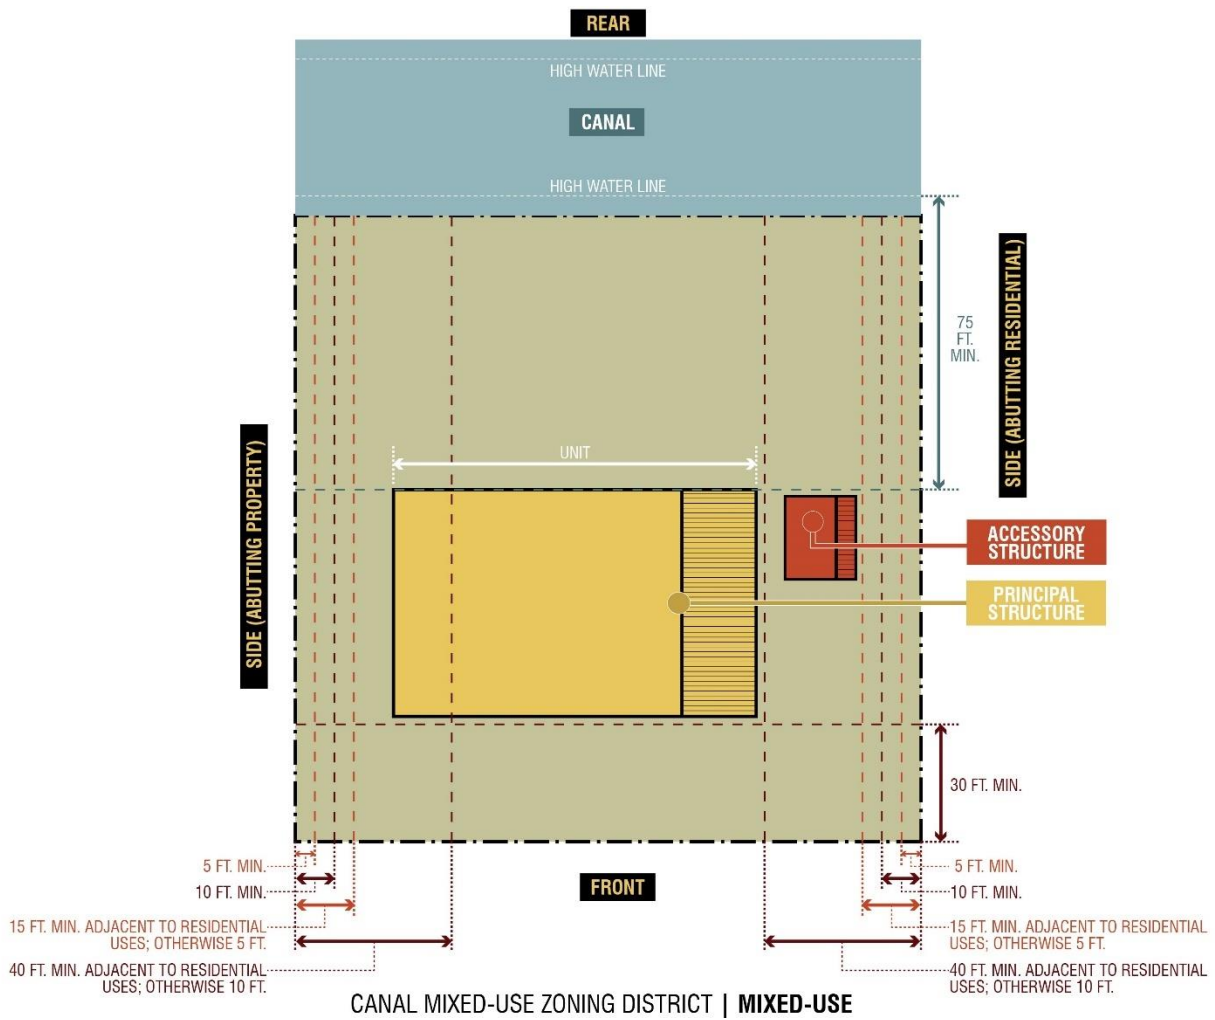 REAR
HIGH WATER LINE
CANAL
HIGH WATER LINE
75
FT.
MIN.
SIDE (ABUTTING RESIDENTIAL)
SIDE (ABUTTING PROPERTY)
UNIT
ACCESSORY
STRUCTURE
PRINCIPAL
STRUCTURE
30 FT. MIN.
5 FT. MIN.
10 FT. MIN.
15 FT. MIN. ADJACENT TO RESIDENTIAL
USES; OTHERWISE 5 FT.
40 FT. MIN. ADJACENT TO RESIDENTIAL
USES; OTHERWISE 10 FT.
FRONT
5 FT. MIN.
10 FT. MIN.
15 FT. MIN. ADJACENT TO RESIDENTIAL
USES; OTHERWISE 5 FT.
40 FT. MIN. ADJACENT TO RESIDENTIAL
USES; OTHERWISE 10 FT.
CANAL MIXED-USE ZONING DISTRICT | MIXED-USE